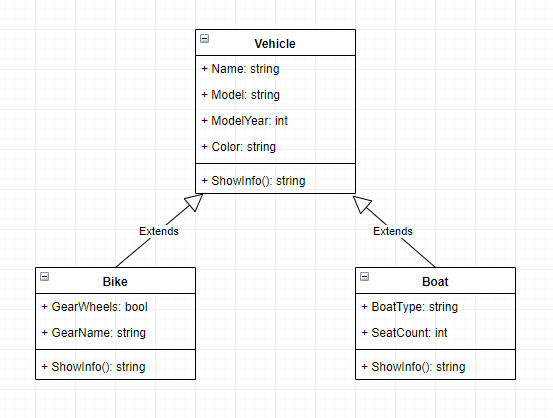 Vehicle
+ Name: string
+ Model: string
+ ModelYear: int
+ Color: string
+ ShowInfo(): string
Extends
Extends
Bike
+ GearWheels: bool
+ GearName: string
+ ShowInfo(): string
Boat
+ BoatType: string
+ SeatCount: int
+ ShowInfo(): string